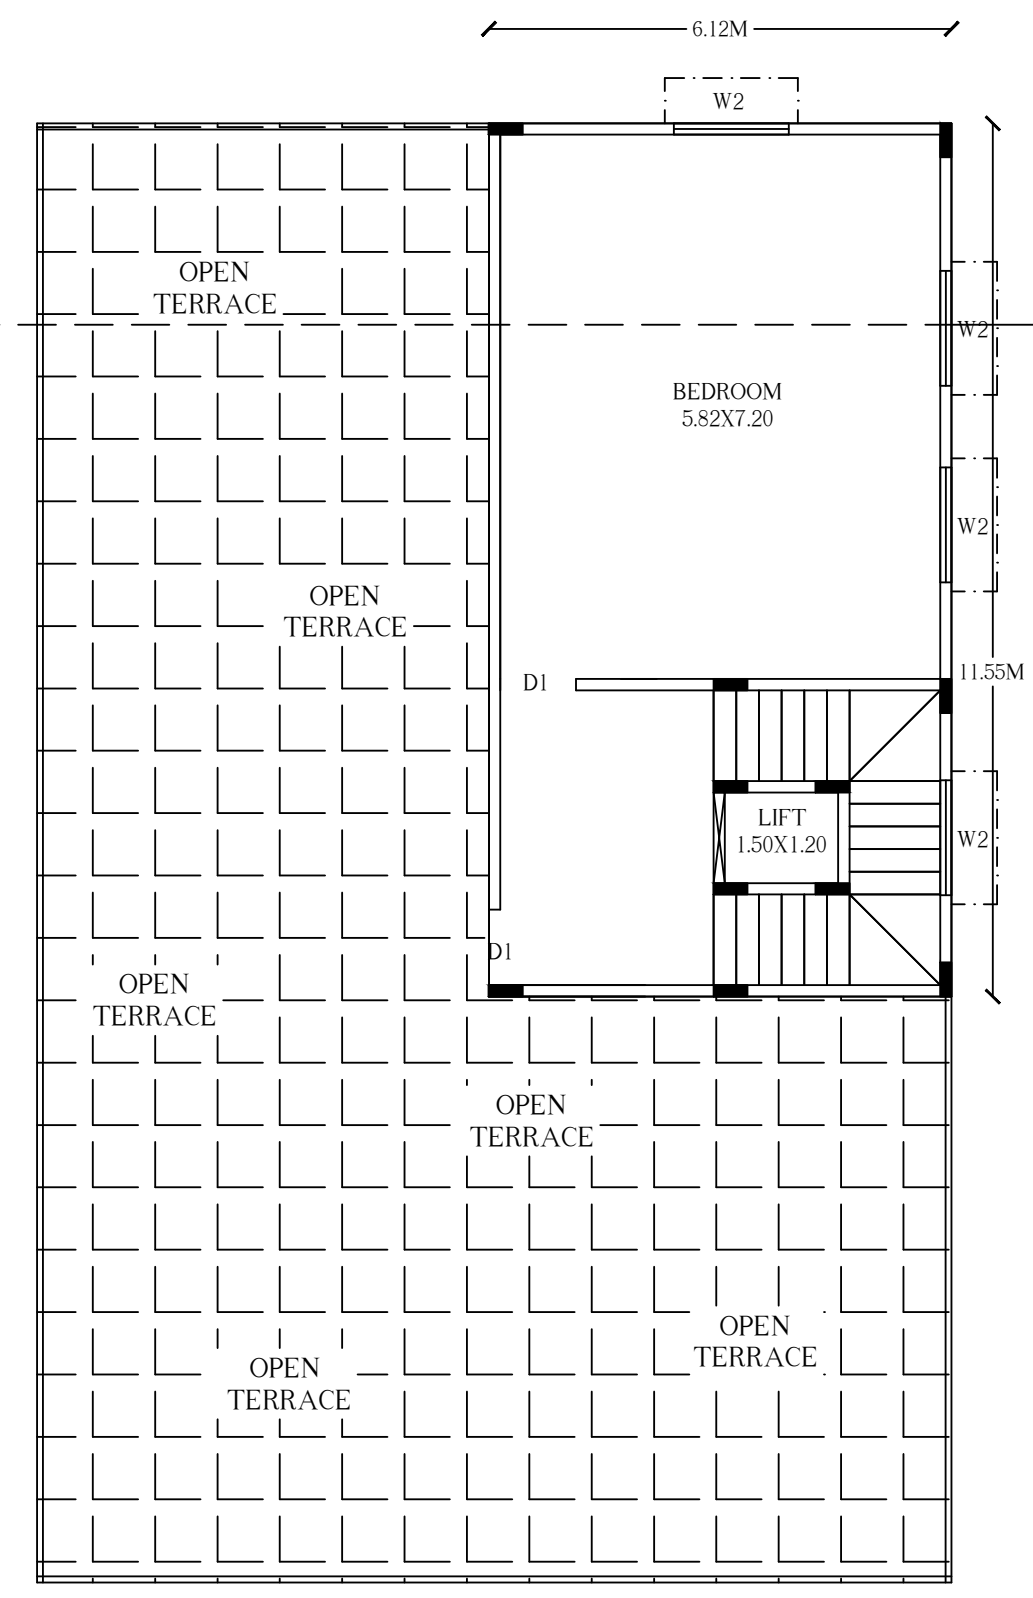 6.12M
W2
OPEN
TERRACE
W2
BEDROOM
5.82X7.20
W2
OPEN
TERRACE
11.55M
D1
LIFT
1.50X1.20
W2
D1
OPEN
TERRACE
OPEN
TERRACE
OPEN
TERRACE
OPEN
TERRACE